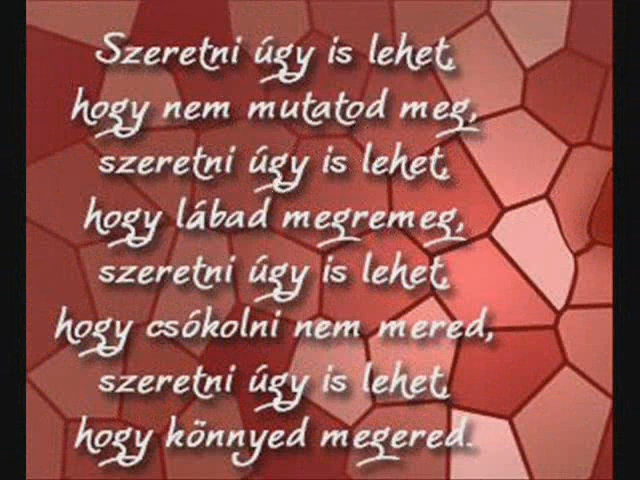 Szeretni úgy is lehet,
hogy nem mutatod meg,
szeretni úgy is lehet,
hogy lábad megremeg,
szeretni úgy is lehet,
hogy csókolni nem mered,
szeretni úgy is lehet,
hogy könnyed megered.